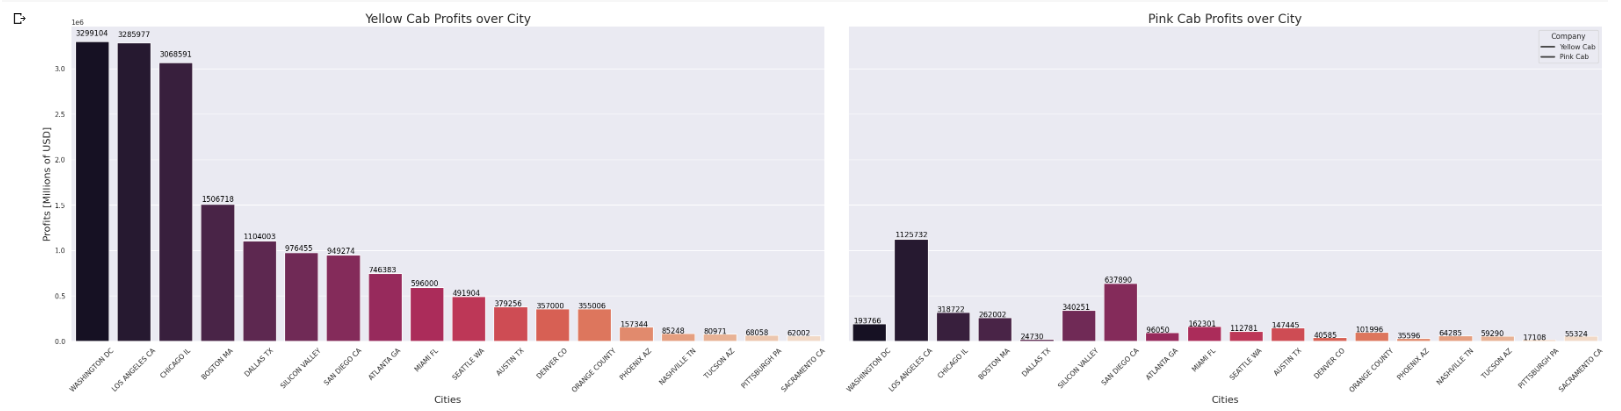 Yellow Cab Profits over City
1e6
3299104
3285977
3068591
1506718
1104003
976455
949274
746383
596000
491904
379256
357000
355006
157344
85248
80971
68058
62002
3.0
2.5
2.0
1.5
1.0
0.5
0.0
Profits [Millions of USD]
WASHINGTON DC
LOS ANGELES CA
CHICAGO IL
BOSTON MA
DALLAS TX
SILICON VALLEY
SAN DIEGO CA
ATLANTA GA
MIAMI FL
SEATTLE WA
AUSTIN TX
DENVER CO
ORANGE COUNTY
PHOENIX AZ
NASHVILLE TN
TUCSON AZ
PITTSBURGH PA
SACRAMENTO CA
Cities
Pink Cab Profits over City
Company
Yellow Cab
Pink Cab
193766
1125732
318722
262002
24730
340251
637890
96050
162301
112781
147445
40585
101996
35596
64285
59290
17108
55324
WASHINGTON DC
LOS ANGELES CA
CHICAGO IL
BOSTON MA
DALLAS TX
SILICON VALLEY
SAN DIEGO CA
ATLANTA GA
MIAMI FL
SEATTLE WA
AUSTIN TX
DENVER CO
ORANGE COUNTY
PHOENIX AZ
NASHVILLE TN
TUCSON AZ
PITTSBURGH PA
SACRAMENTO CA
Cities